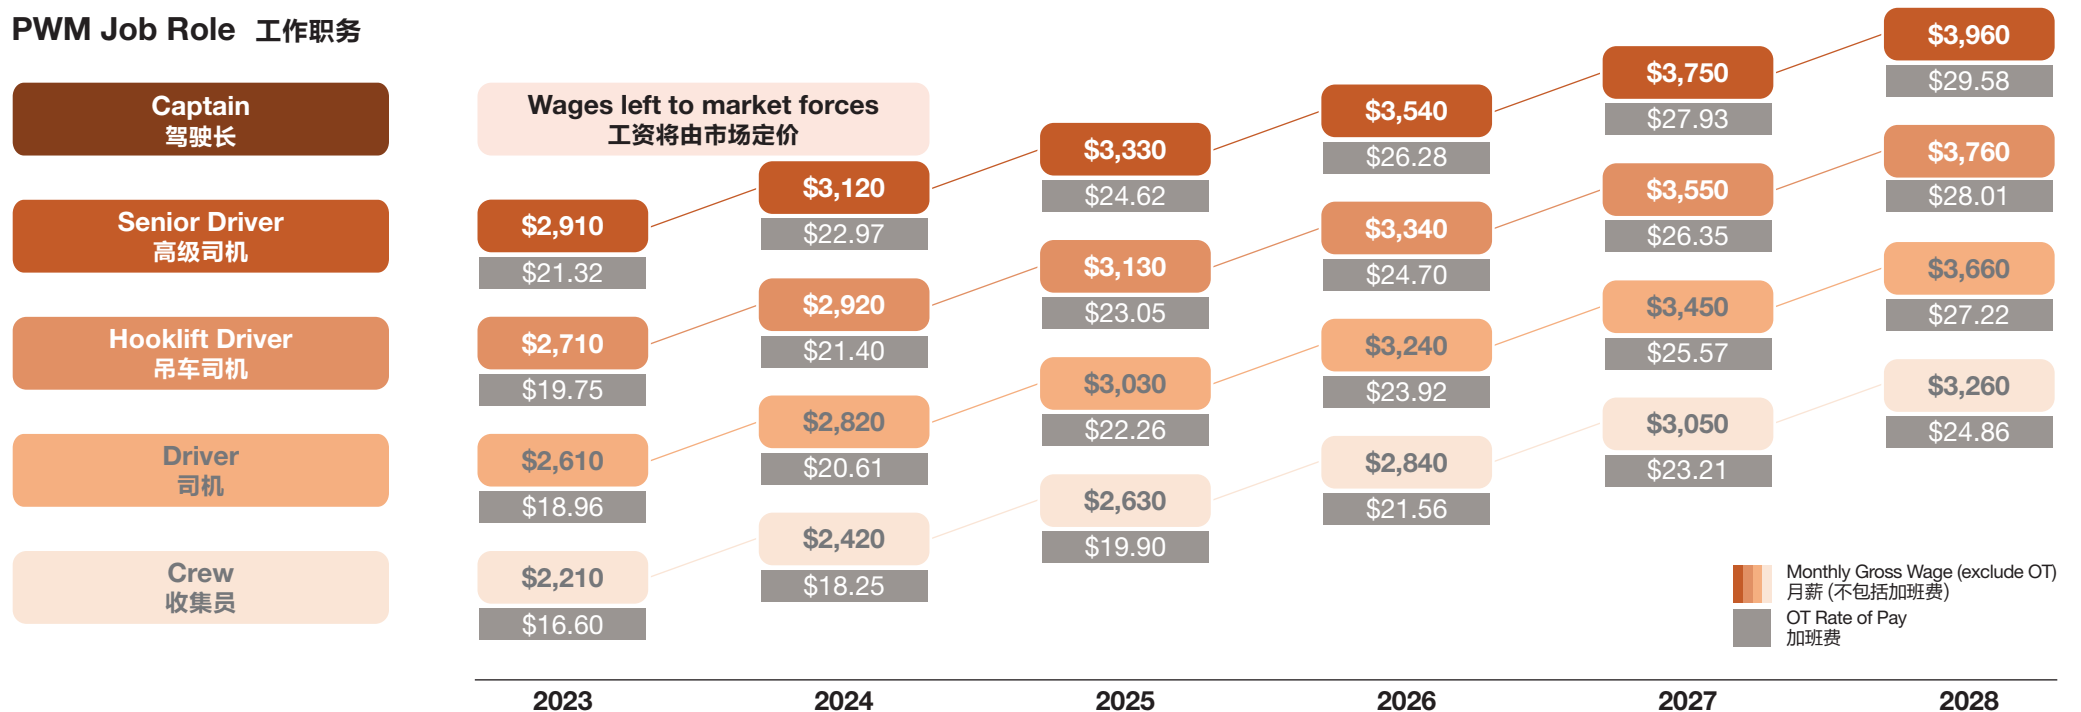 PWM Job Role 工作职务
Captain
驾驶长
Wages left to market forces
工资将由市场定价
Senior Driver
高级司机
$2,910
$21.32
$3,120
$22.97
$3,330
$24.62
$3,540
$26.28
$3,750
$27.93
$3,960
$29.58
Hooklift Driver
吊车司机
$2,710
$19.75
$2,920
$21.40
$3,130
$23.05
$3,340
$24.70
$3,550
$26.35
$3,760
$28.01
Driver
司机
$2,610
$18.96
$2,820
$20.61
$3,030
$22.26
$3,240
$23.92
$3,450
$25.57
$3,660
$27.22
Crew
收集员
$2,210
$16.60
$2,420
$18.25
$2,630
$19.90
$2,840
$21.56
$3,050
$23.21
$3,260
$24.86
Monthly Gross Wage (exclude OT)
月薪 (不包括加班费)
OT Rate of Pay
加班费
2023 2024 2025 2026 2027 2028